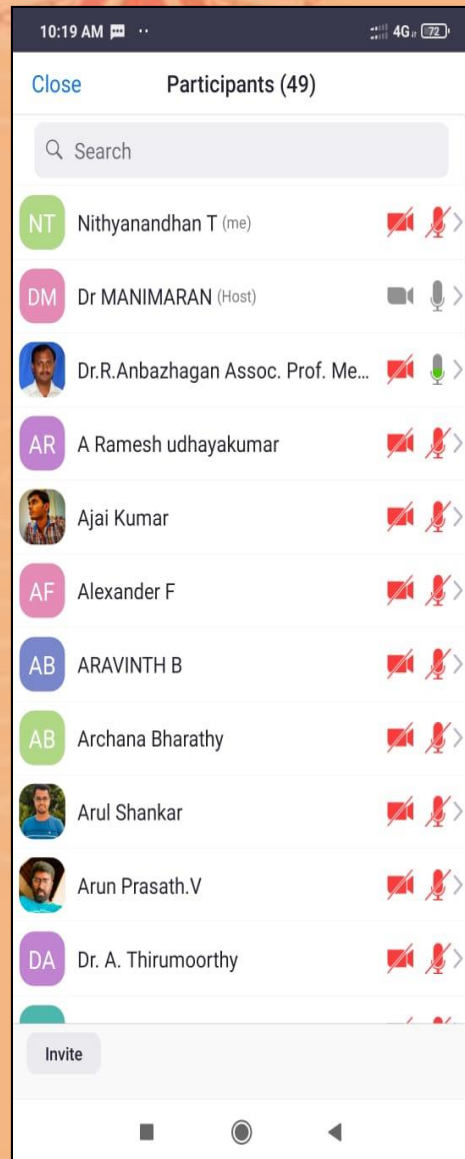 10:19 AM 4G 72
Close Participants (49)
Search
NT Nithyanandhan T (me)
DM Dr MANIMARAN (Host)
Dr.R.Anbazhagan Assoc. Prof. Me...
AR A Ramesh udhayakumar
Ajai Kumar
AF Alexander F
AB ARAVINTH B
AB Archana Bharathy
Arul Shankar
Arun Prasath.V
DA Dr. A. Thirumoorthy
Invite